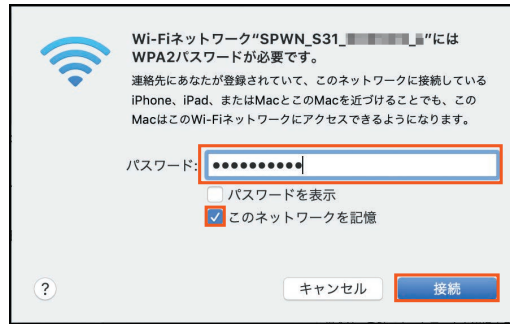 Wi-Fiネットワーク“SPWN_S31_
_
”には
WPA2パスワードが必要です。
連絡先にあなたが登録されていて、このネットワークに接続している
iPhone、iPad、またはMacとこのMacを近づけることでも、この
MacはこのWi-Fiネットワークにアクセスできるようになります。
パスワード: ●●●●●●●●●●
パスワードを表示
このネットワークを記憶
? キャンセル 接続